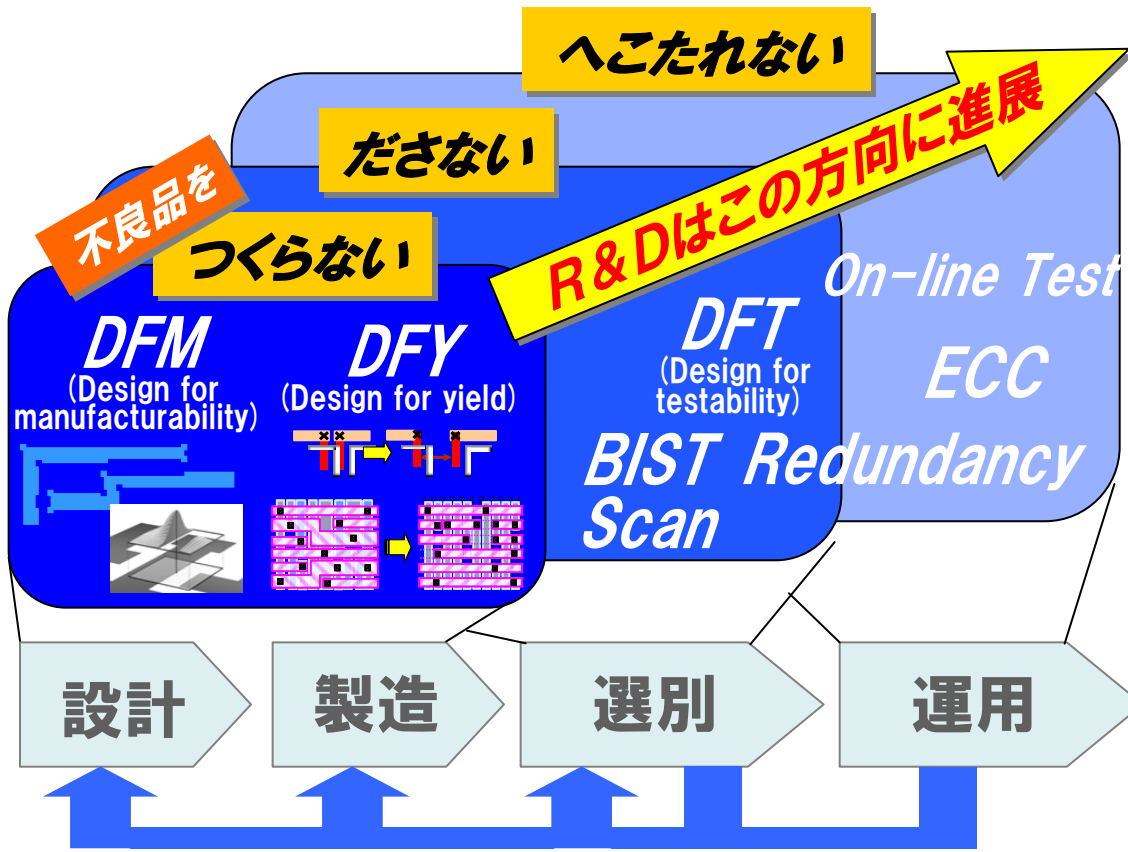 へこたれない
ださない
不良品を
つくらない
R&Dはこの方向に進展
On-line Test
DFM
(Design for
manufacturability)
DFY
(Design for yield)
DFT
(Design for
testability)
ECC
BIST Redundancy
Scan
設計
製造
選別
運用